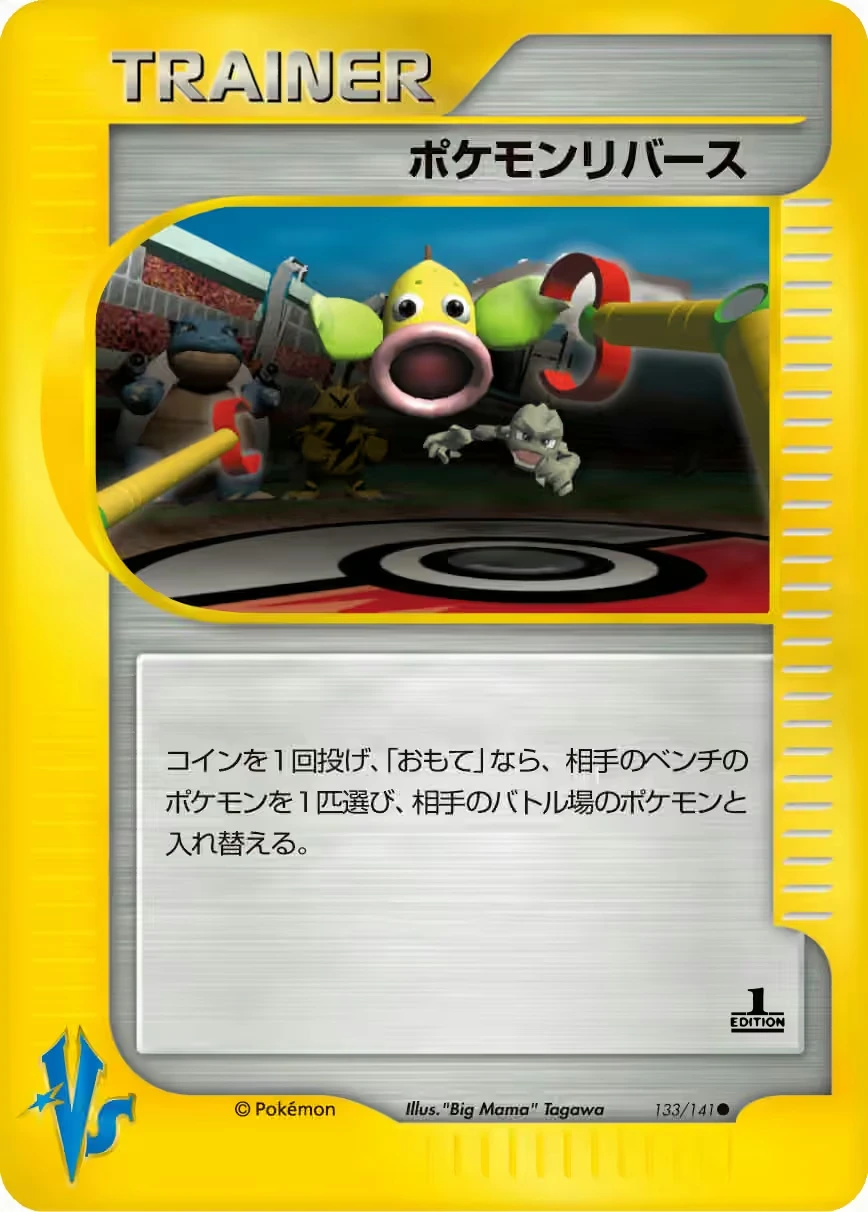 TRAINER
ポケモンリバース
コインを1回投げ、「おもて」なら、相手のベンチの
ポケモンを1匹選び、相手のバトル場のポケモンと
入れ替える。
1
EDITION
VS
© Pokémon
Illus."Big Mama" Tagawa
133/141●